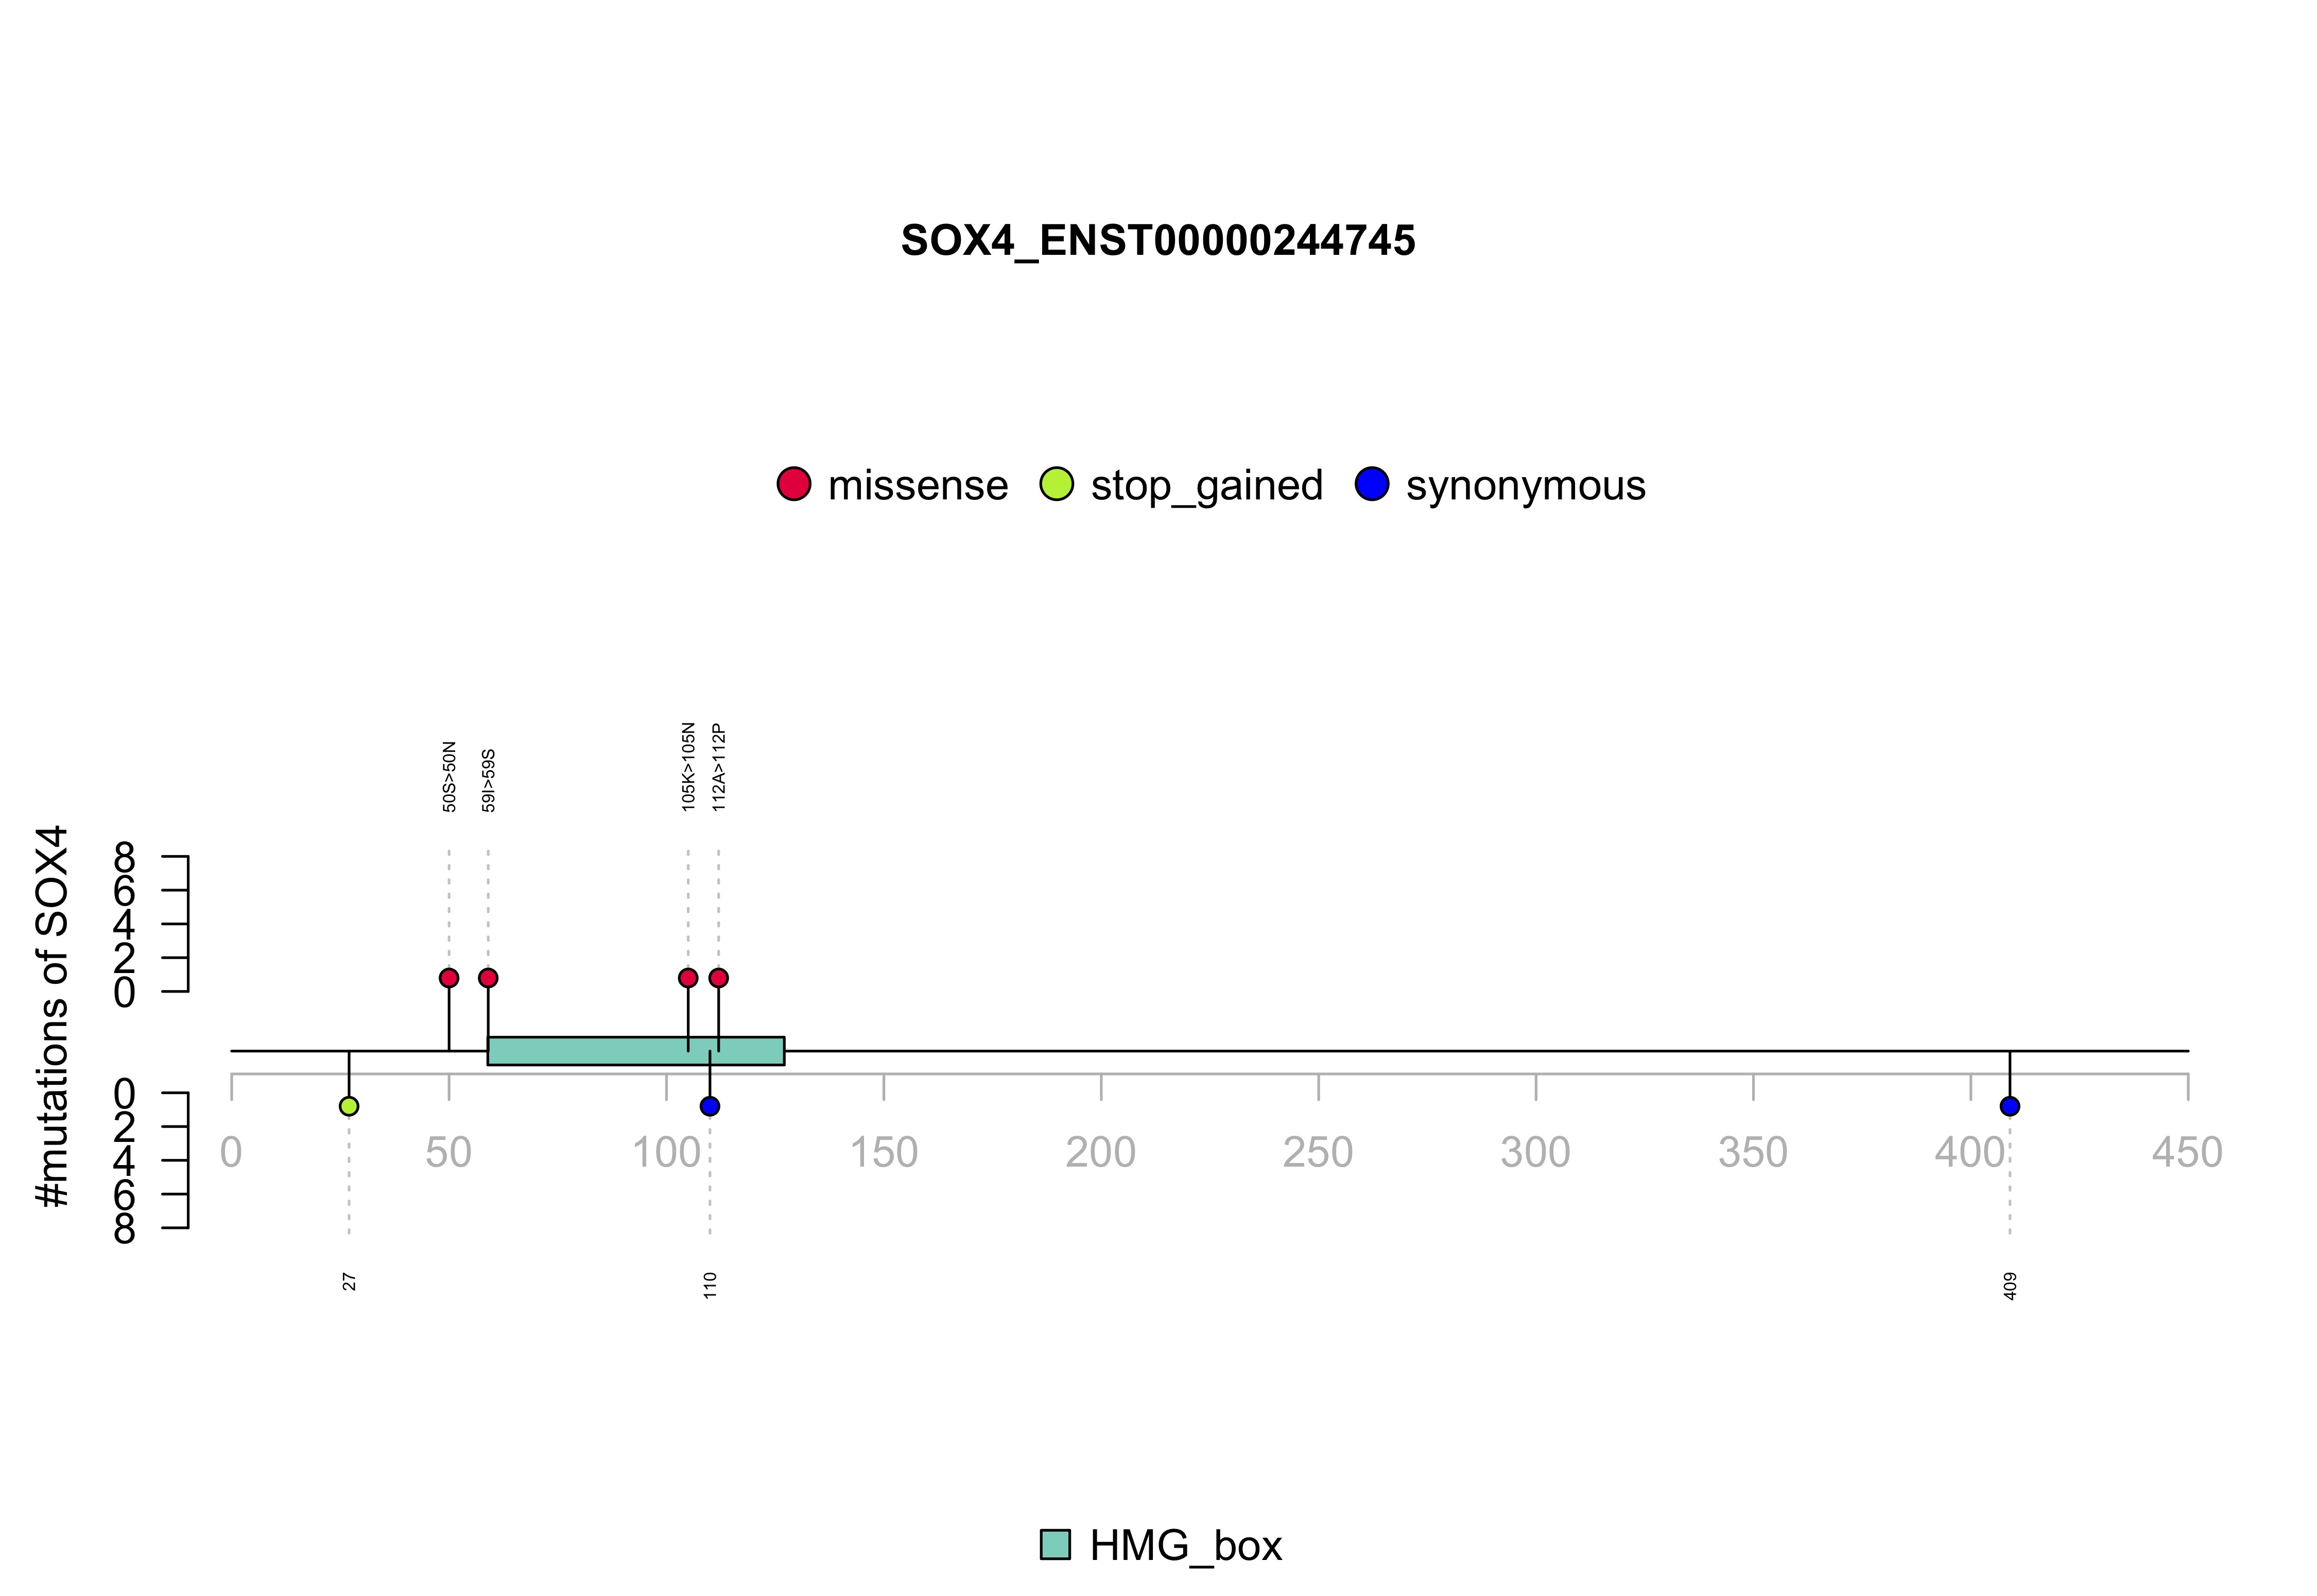 SOX4_ENST00000244745
missense stop_gained synonymous
50S>50N 59I>59S 105K>105N 112A>112P
#mutations of SOX4
8
6
4
2
0
0
2
4
6
8
0 50 100 150 200 250 300 350 400 450
27 110 409
HMG_box